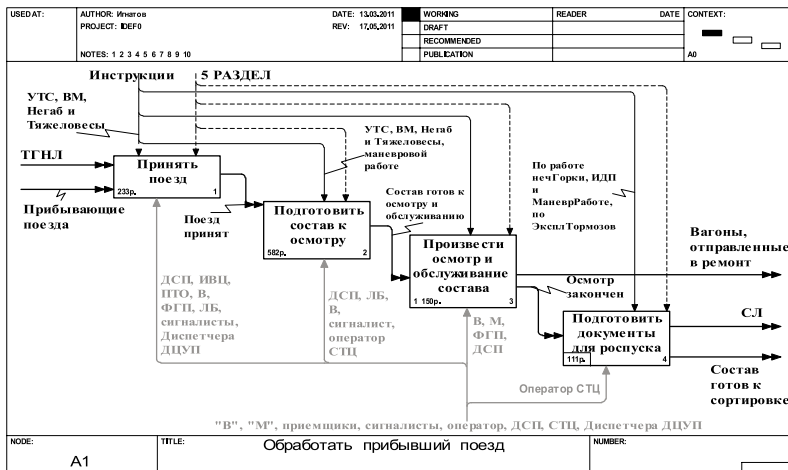 USED AT:
AUTHOR: Игнатов
DATE: 13.03.2011
WORKING
READER
DATE
CONTEXT:
PROJECT: IDEF0
REV: 17.05.2011
DRAFT
RECOMMENDED
NOTES: 1 2 3 4 5 6 7 8 9 10
PUBLICATION
A0
Инструкции
5 РАЗДЕЛ
УТС, ВМ,
Негаб и
Тяжеловесы
ТГНЛ
Прибывающие
поезда
Принять
поезд
233р.
1
Поезд
принят
УТС, ВМ, Негаб
и Тяжеловесы,
маневровой
работе
Подготовить
состав к
осмотру
582р.
2
Состав готов к
осмотру и
обслуживанию
Произвести
осмотр и
обслуживание
состава
1 150р.
3
По работе
нечГорки, ИДП
и
МаневрРаботе,
по
ЭксплТормозов
Вагоны,
отправленные
в ремонт
Осмотр
закончен
Подготовить
документы
для роспуска
111р.
4
СЛ
Состав
готов к
сортировке
ДСП, ИВЦ,
ПТО, В,
ФГП, ЛБ,
сигналисты,
Диспетчера
ДЦУП
ДСП, ЛБ,
В,
сигналист,
оператор
СТЦ
В, М,
ФГП,
ДСП
Оператор СТЦ
"В", "М", приемщики, сигналисты, оператор, ДСП, СТЦ, Диспетчера ДЦУП
NODE:
TITLE:
NUMBER:
A1
Обработать прибывший поезд